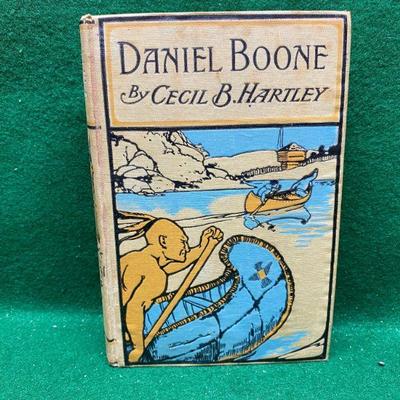 DANIEL BOONE
By CECIL B. HARTLEY